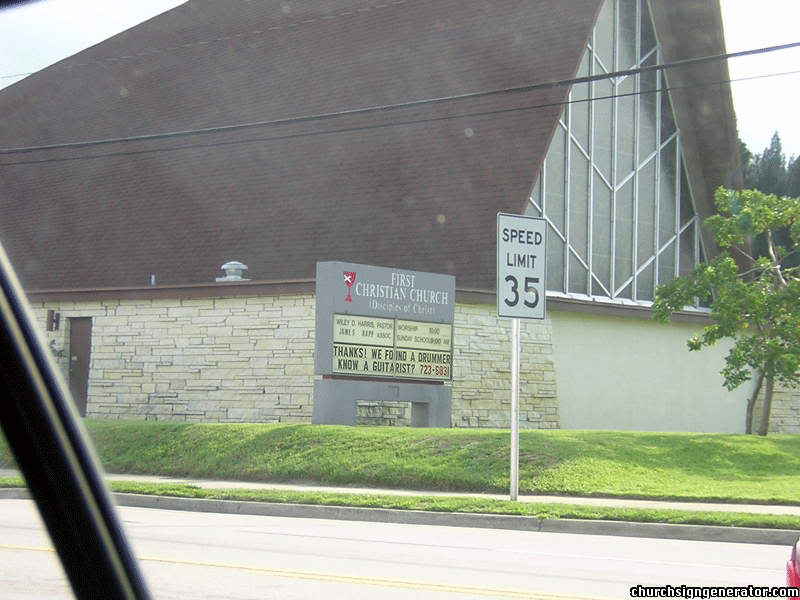 FIRST
CHRISTIAN CHURCH
(Disciples of Christ)
WILEY D. HARRIS, PASTOR
JAMES RAPP ASSOC.
WORSHIP 10:00
SUNDAY SCHOOL 9:00 AM
THANKS! WE FOUND A DRUMMER
KNOW A GUITARIST? 723-6831
SPEED
LIMIT
35
churchsigngenerator.com